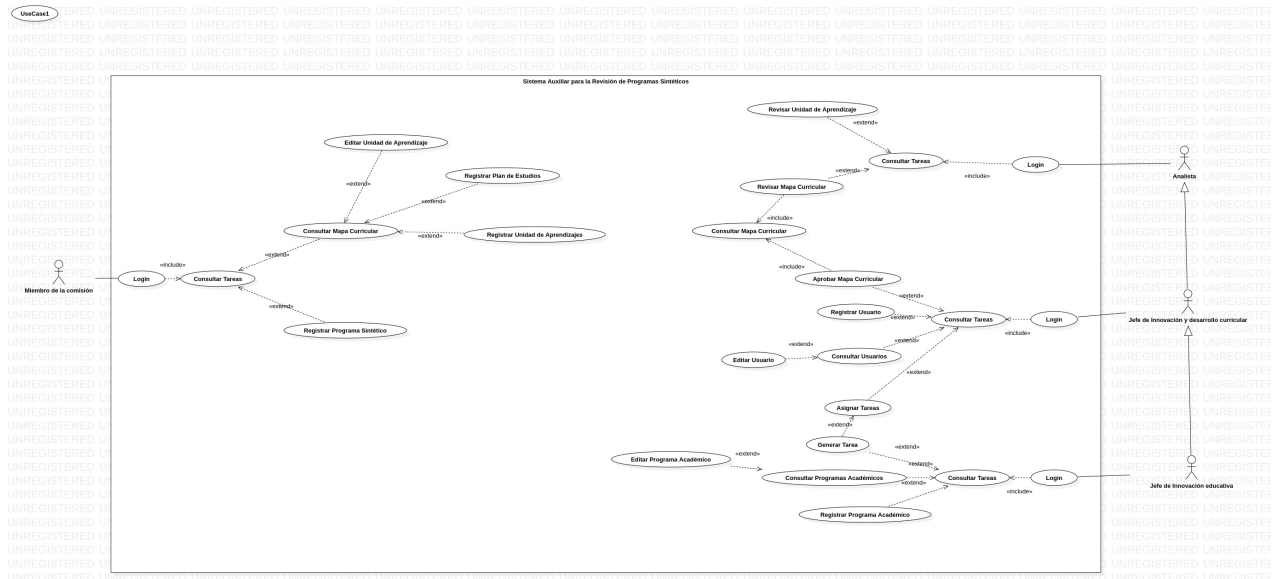 UseCase1
Sistema Auxiliar para la Revisión de Programas Sintéticos
Revisar Unidad de Aprendizaje
«extend»
Editar Unidad de Aprendizaje
Consultar Tareas
Login
«include»
Analista
Registrar Plan de Estudios
«extend»
«extend»
Revisar Mapa Curricular
«extend»
«extend»
«include»
Consultar Mapa Curricular
Registrar Unidad de Aprendizajes
«extend»
Consultar Mapa Curricular
«extend»
«include»
«include»
Miembro de la comisión
Login
Consultar Tareas
Aprobar Mapa Curricular
«extend»
«extend»
Registrar Programa Sintético
Registrar Usuario
«extend»
Consultar Tareas
Login
«include»
Jefe de Innovación y desarrollo curricular
«extend»
«extend»
Editar Usuario
Consultar Usuarios
«extend»
Asignar Tareas
«extend»
Generar Tarea
«extend»
Editar Programa Académico
«extend»
«extend»
Consultar Programas Académicos
«extend»
Consultar Tareas
Login
«include»
Jefe de Innovación educativa
Registrar Programa Académico
UNREGISTERED